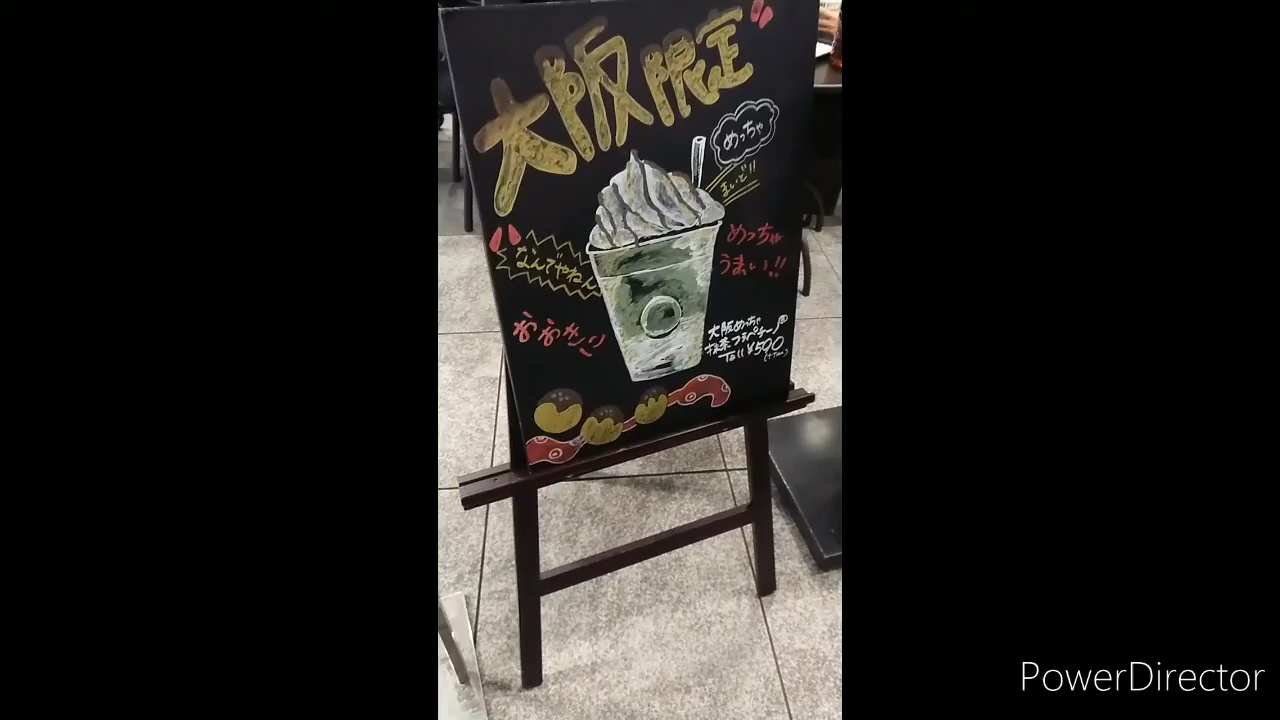 大阪限定
めっちゃ
まいど!!
なんでやねん
めっちゃ
うまい!!
おおきに
大阪めっちゃ
抹茶フラペチーノ®
Tall ¥500
(+Tax)
PowerDirector